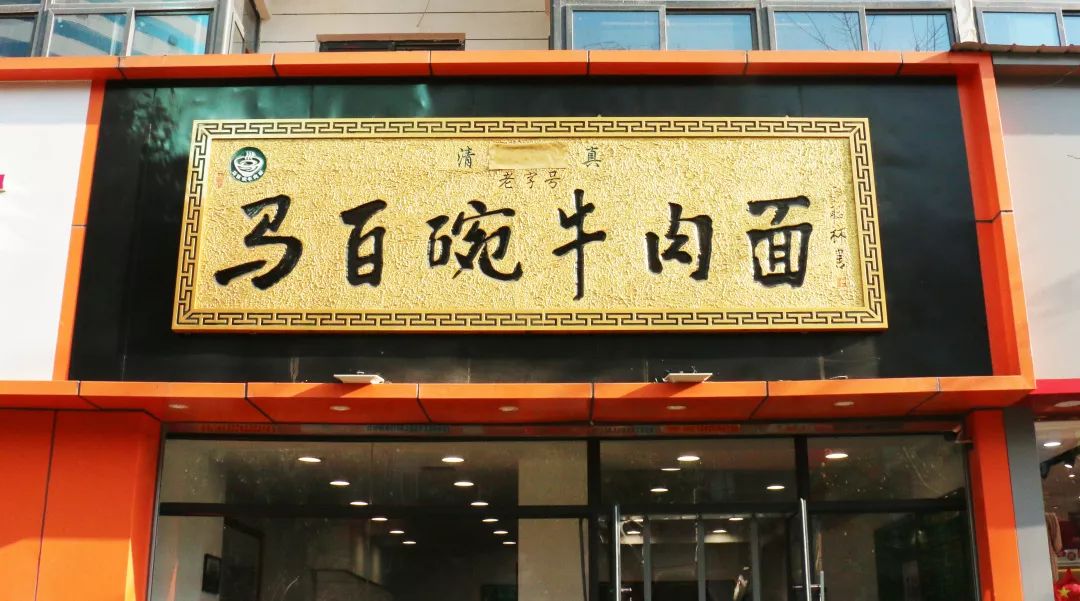 清 真
老字号
马百碗牛肉面